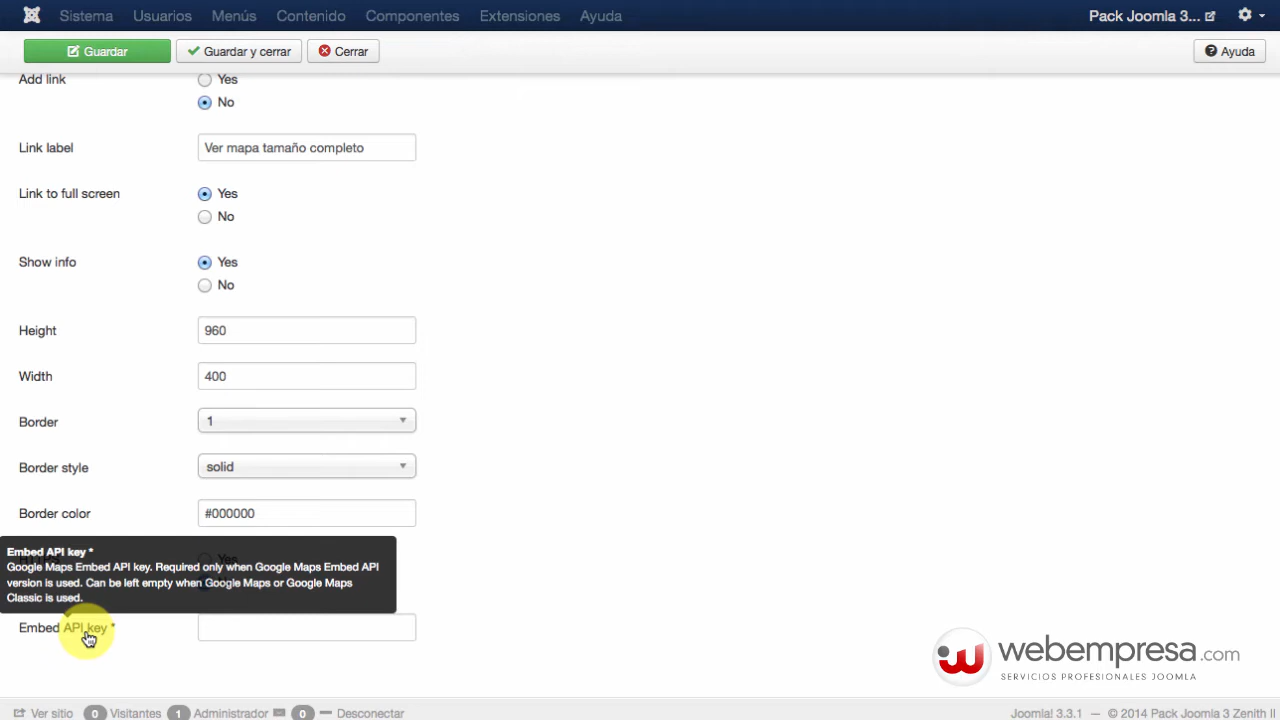 Sistema Usuarios Menús Contenido Componentes Extensiones Ayuda Pack Joomla 3...
Guardar Guardar y cerrar Cerrar Ayuda
Add link Yes
No
Link label Ver mapa tamaño completo
Link to full screen Yes
No
Show info Yes
No
Height 960
Width 400
Border 1
Border style solid
Border color #000000
Embed API key *
Google Maps Embed API key. Required only when Google Maps Embed API
version is used. Can be left empty when Google Maps or Google Maps
Classic is used.
Embed API key *
webempresa.com
SERVICIOS PROFESIONALES JOOMLA
Ver sitio 0 Visitantes 1 Administrador 0 Desconectar Joomla! 3.3.1 — © 2014 Pack Joomla 3 Zenith II